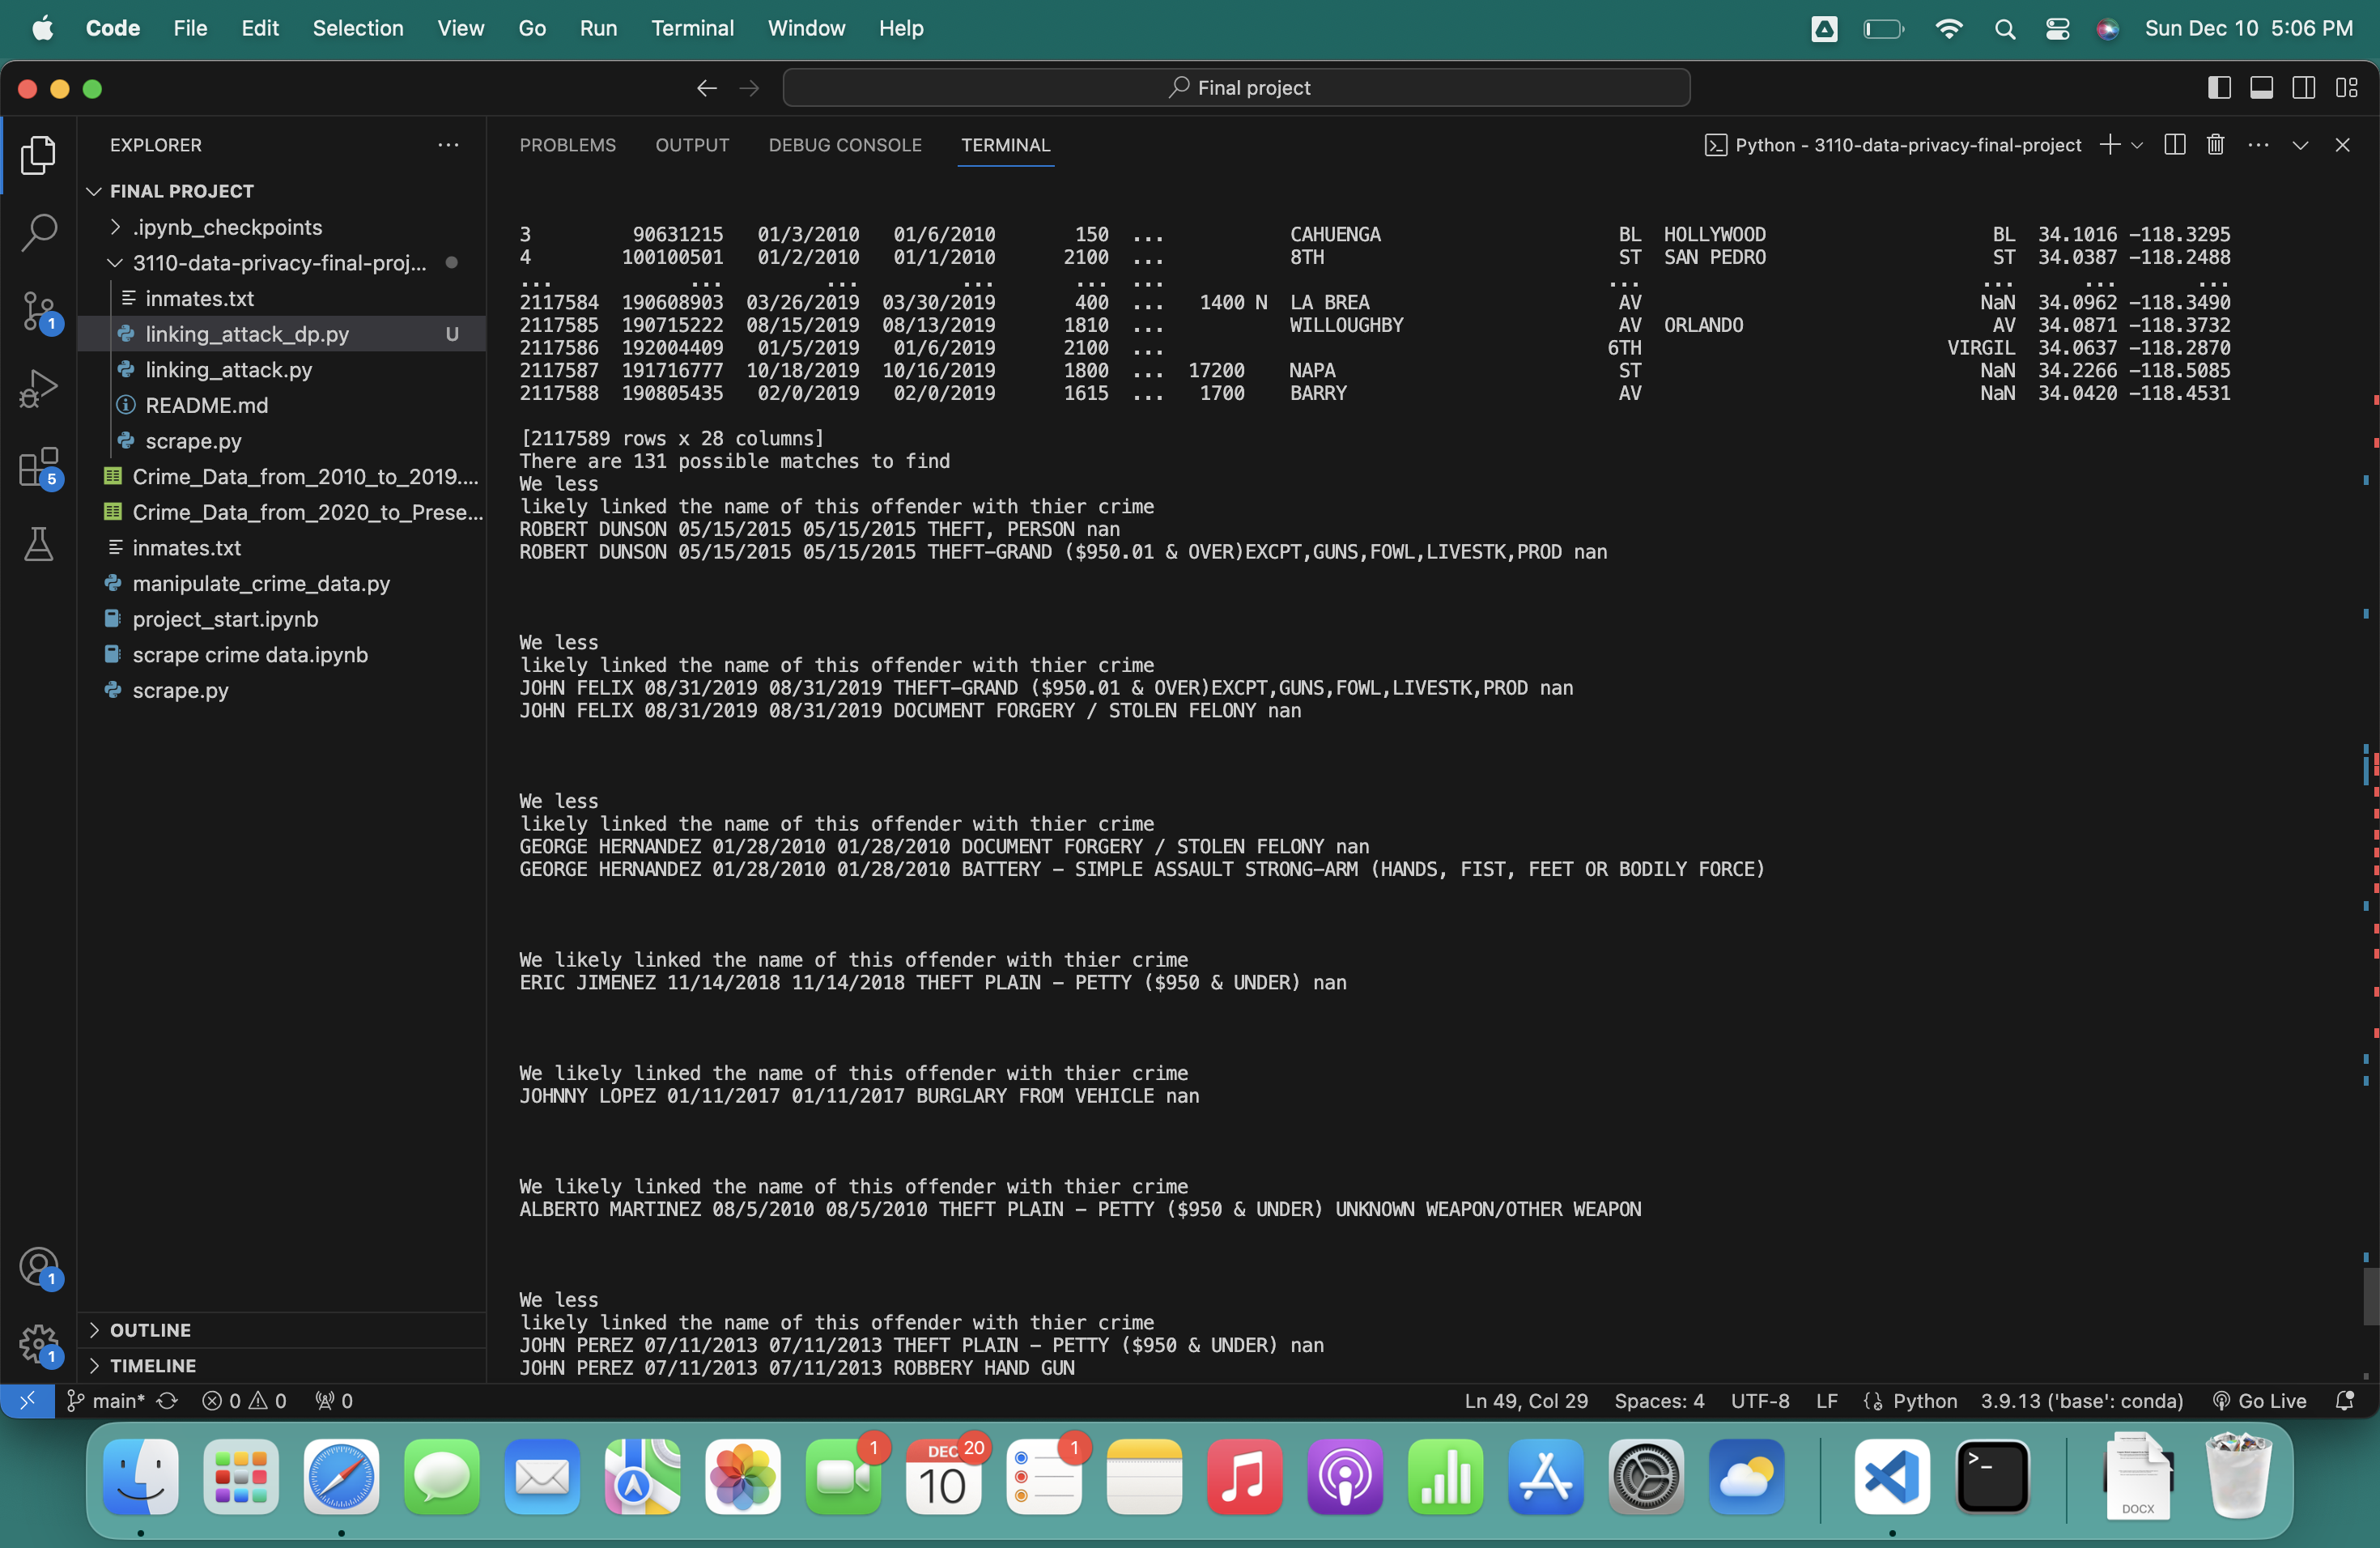 Code File Edit Selection View Go Run Terminal Window Help Sun Dec 10 5:06 PM
Final project
EXPLORER ...
PROBLEMS OUTPUT DEBUG CONSOLE TERMINAL Python - 3110-data-privacy-final-project
FINAL PROJECT
.ipynb_checkpoints
3110-data-privacy-final-proj...
inmates.txt
linking_attack_dp.py U
linking_attack.py
README.md
scrape.py
Crime_Data_from_2010_to_2019....
Crime_Data_from_2020_to_Prese...
inmates.txt
manipulate_crime_data.py
project_start.ipynb
scrape crime data.ipynb
scrape.py
OUTLINE
TIMELINE
1
5
1
1
3 90631215 01/3/2010 01/6/2010 150 ... CAHUENGA BL HOLLYWOOD BL 34.1016 -118.3295
4 100100501 01/2/2010 01/1/2010 2100 ... 8TH ST SAN PEDRO ST 34.0387 -118.2488
... ... ... ... ... ... ... ... ... ...
2117584 190608903 03/26/2019 03/30/2019 400 ... 1400 N LA BREA AV NaN 34.0962 -118.3490
2117585 190715222 08/15/2019 08/13/2019 1810 ... WILLOUGHBY AV ORLANDO AV 34.0871 -118.3732
2117586 192004409 01/5/2019 01/6/2019 2100 ... 6TH VIRGIL 34.0637 -118.2870
2117587 191716777 10/18/2019 10/16/2019 1800 ... 17200 NAPA ST NaN 34.2266 -118.5085
2117588 190805435 02/0/2019 02/0/2019 1615 ... 1700 BARRY AV NaN 34.0420 -118.4531
[2117589 rows x 28 columns]
There are 131 possible matches to find
We less
likely linked the name of this offender with thier crime
ROBERT DUNSON 05/15/2015 05/15/2015 THEFT, PERSON nan
ROBERT DUNSON 05/15/2015 05/15/2015 THEFT-GRAND ($950.01 & OVER)EXCPT,GUNS,FOWL,LIVESTK,PROD nan
We less
likely linked the name of this offender with thier crime
JOHN FELIX 08/31/2019 08/31/2019 THEFT-GRAND ($950.01 & OVER)EXCPT,GUNS,FOWL,LIVESTK,PROD nan
JOHN FELIX 08/31/2019 08/31/2019 DOCUMENT FORGERY / STOLEN FELONY nan
We less
likely linked the name of this offender with thier crime
GEORGE HERNANDEZ 01/28/2010 01/28/2010 DOCUMENT FORGERY / STOLEN FELONY nan
GEORGE HERNANDEZ 01/28/2010 01/28/2010 BATTERY - SIMPLE ASSAULT STRONG-ARM (HANDS, FIST, FEET OR BODILY FORCE)
We likely linked the name of this offender with thier crime
ERIC JIMENEZ 11/14/2018 11/14/2018 THEFT PLAIN - PETTY ($950 & UNDER) nan
We likely linked the name of this offender with thier crime
JOHNNY LOPEZ 01/11/2017 01/11/2017 BURGLARY FROM VEHICLE nan
We likely linked the name of this offender with thier crime
ALBERTO MARTINEZ 08/5/2010 08/5/2010 THEFT PLAIN - PETTY ($950 & UNDER) UNKNOWN WEAPON/OTHER WEAPON
We less
likely linked the name of this offender with thier crime
JOHN PEREZ 07/11/2013 07/11/2013 THEFT PLAIN - PETTY ($950 & UNDER) nan
JOHN PEREZ 07/11/2013 07/11/2013 ROBBERY HAND GUN
main* 0 0 0 Ln 49, Col 29 Spaces: 4 UTF-8 LF Python 3.9.13 ('base': conda) Go Live
1 DEC 20 1
10
DOCX